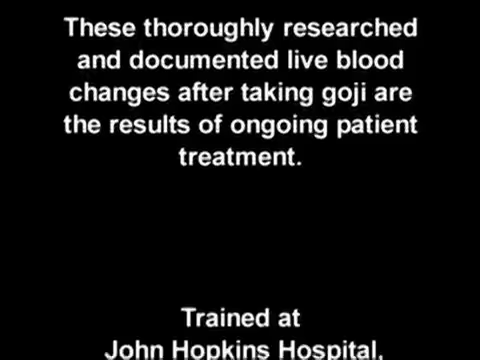 These thoroughly researched
and documented live blood
changes after taking goji are
the results of ongoing patient
treatment.
Trained at
John Hopkins Hospital,